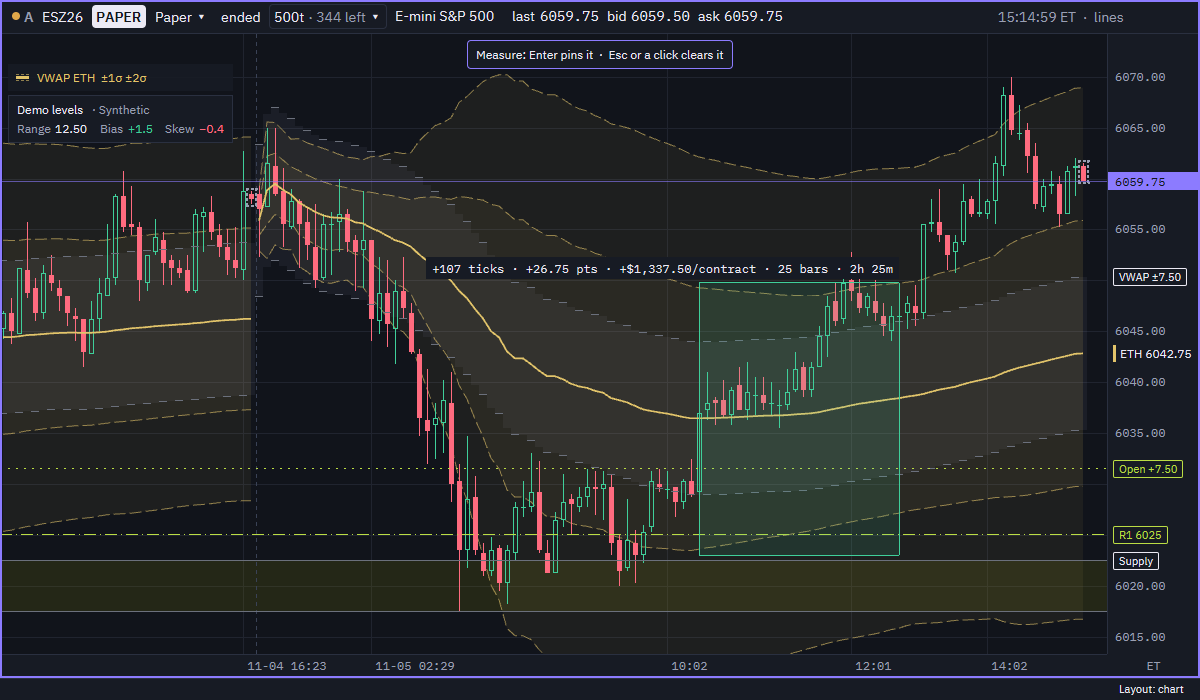 A ESZ26 PAPER Paper ▾ ended 500t · 344 left ▾ E-mini S&P 500 last 6059.75 bid 6059.50 ask 6059.75 15:14:59 ET · lines
Measure: Enter pins it · Esc or a click clears it
VWAP ETH ±1σ ±2σ
Demo levels · Synthetic
Range 12.50 Bias +1.5 Skew −0.4
+107 ticks · +26.75 pts · +$1,337.50/contract · 25 bars · 2h 25m
6070.00
6065.00
6059.75
6055.00
VWAP ±7.50
6045.00
ETH 6042.75
6040.00
6035.00
Open +7.50
R1 6025
Supply
6020.00
6015.00
11-04 16:23 11-05 02:29 10:02 12:01 14:02 ET
Layout: chart